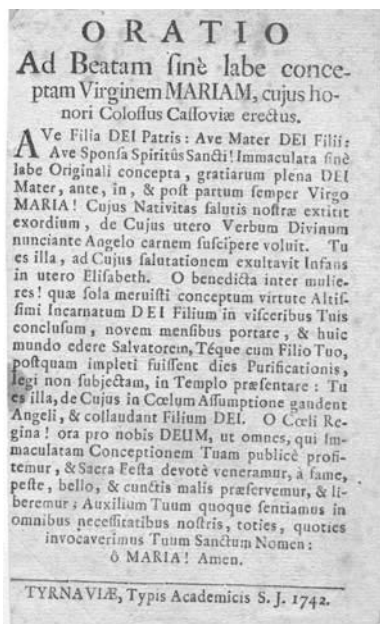 ORATIO
Ad Beatam ſinè labe conce-
ptam Virginem MARIAM, cujus ho-
nori Coloſſus Caſſoviæ erectus.
AVe Filia DEI Patris: Ave Mater DEI Filii:
Ave Sponſa Spiritûs Sancti! Immaculata ſinè
labe Originali concepta, gratiarum plena DEI
Mater, ante, in, & poſt partum ſemper Virgo
MARIA! Cujus Nativitas ſalutis noſtræ extitit
exordium, de Cujus utero Verbum Divinum
nunciante Angelo carnem ſuſcipere voluit. Tu
es illa, ad Cujus ſalutationem exultavit Infans
in utero Eliſabeth. O benedicta inter mulie-
res! quæ ſola meruiſti conceptum virtute Altiſ-
ſimi Incarnatum DEI Filium in viſceribus Tuis
concluſum, novem menſibus portare, & huic
mundo edere Salvatorem, Téque cum Filio Tuo,
poſtquam impleti fuiſſent dies Purificationis,
legi non ſubjectam, in Templo præſentare: Tu
es illa, de Cujus in Cœlum Aſſumptione gaudent
Angeli, & collaudant Filium DEI. O Cœli Re-
gina! ora pro nobis DEUM, ut omnes, qui Im-
maculatam Conceptionem Tuam publicè profi-
temur, & Sacra Feſta devotè veneramur, à fame,
peſte, bello, & cunctis malis præſervemur, & li-
beremur; Auxilium Tuum quoque ſentiamus in
omnibus neceſſitatibus noſtris, toties, quoties
invocaverimus Tuum Sanctum Nomen:
ô MARIA! Amen.
TYRNAVIÆ, Typis Academicis S. J. 1742.